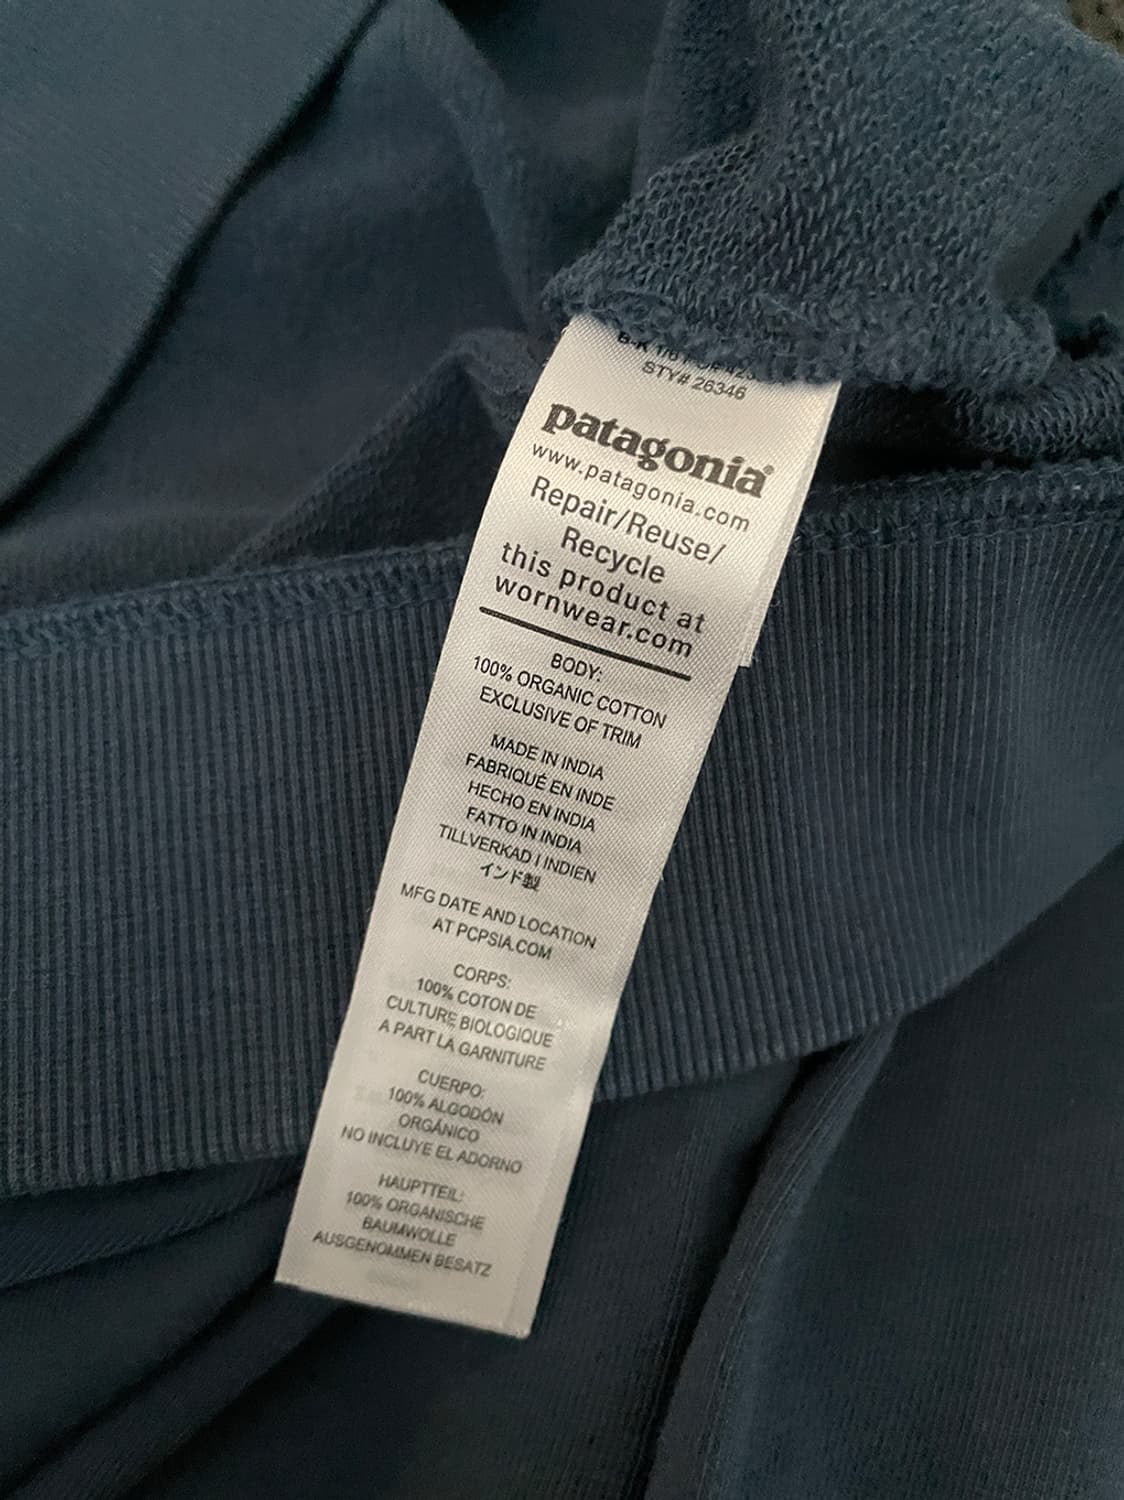 STY# 26346
patagonia®
www.patagonia.com
Repair/Reuse/
Recycle
this product at
wornwear.com
BODY:
100% ORGANIC COTTON
EXCLUSIVE OF TRIM
MADE IN INDIA
FABRIQUÉ EN INDE
HECHO EN INDIA
FATTO IN INDIA
TILLVERKAD I INDIEN
インド製
MFG DATE AND LOCATION
AT PCPSIA.COM
CORPS:
100% COTON DE
CULTURE BIOLOGIQUE
A PART LA GARNITURE
CUERPO:
100% ALGODÓN
ORGÁNICO
NO INCLUYE EL ADORNO
HAUPTTEIL:
100% ORGANISCHE
BAUMWOLLE
AUSGENOMMEN BESATZ